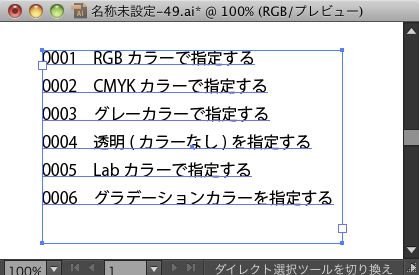 名称未設定-49.ai* @ 100% (RGB/プレビュー)
0001 RGB カラーで指定する
0002 CMYK カラーで指定する
0003 グレーカラーで指定する
0004 透明 ( カラーなし ) を指定する
0005 Lab カラーで指定する
0006 グラデーションカラーを指定する
100% 1 ダイレクト選択ツールを切り換え